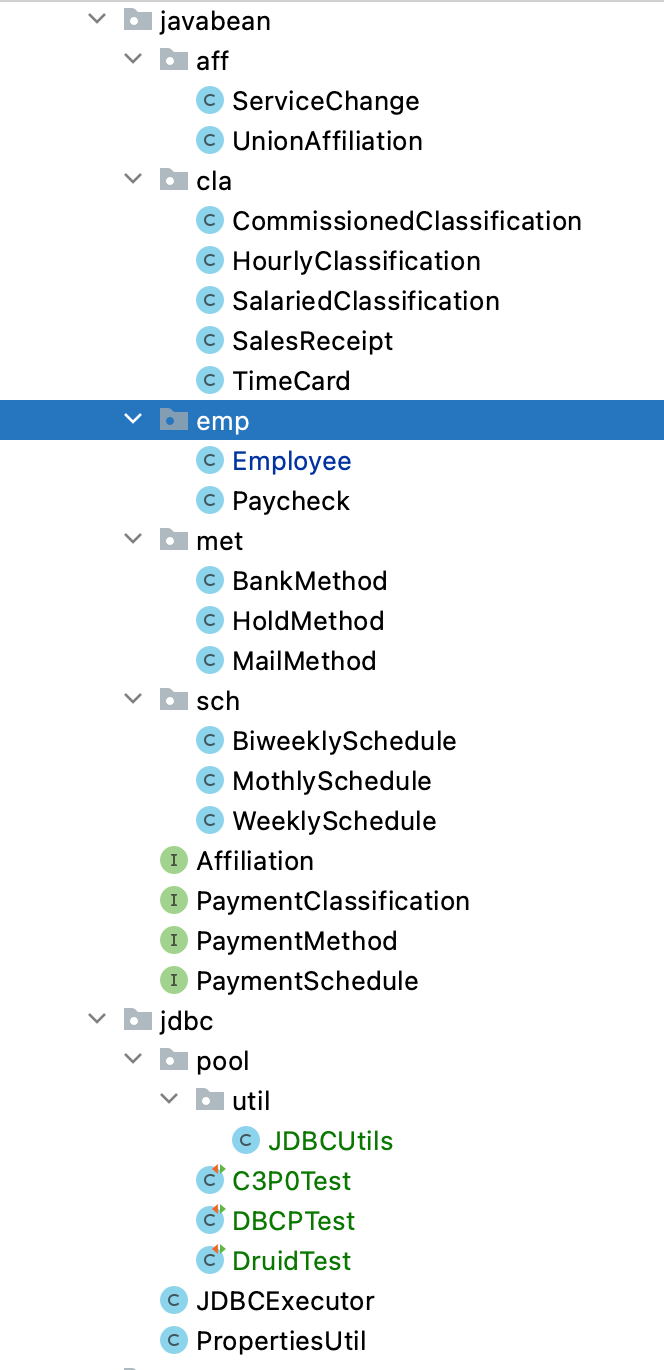 javabean
aff
C ServiceChange
C UnionAffiliation
cla
C CommissionedClassification
C HourlyClassification
C SalariedClassification
C SalesReceipt
C TimeCard
emp
C Employee
C Paycheck
met
C BankMethod
C HoldMethod
C MailMethod
sch
C BiweeklySchedule
C MothlySchedule
C WeeklySchedule
I Affiliation
I PaymentClassification
I PaymentMethod
I PaymentSchedule
jdbc
pool
util
C JDBCUtils
C C3P0Test
C DBCPTest
C DruidTest
C JDBCExecutor
C PropertiesUtil